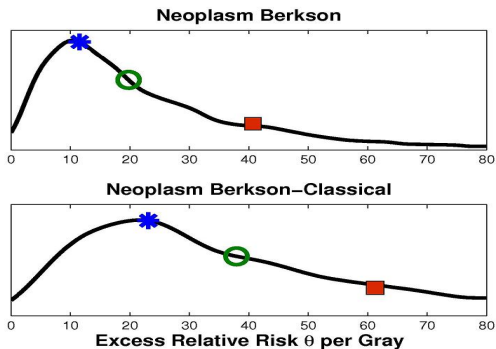 Neoplasm Berkson
0 10 20 30 40 50 60 70 80
Neoplasm Berkson−Classical
0 10 20 30 40 50 60 70 80
Excess Relative Risk θ per Gray